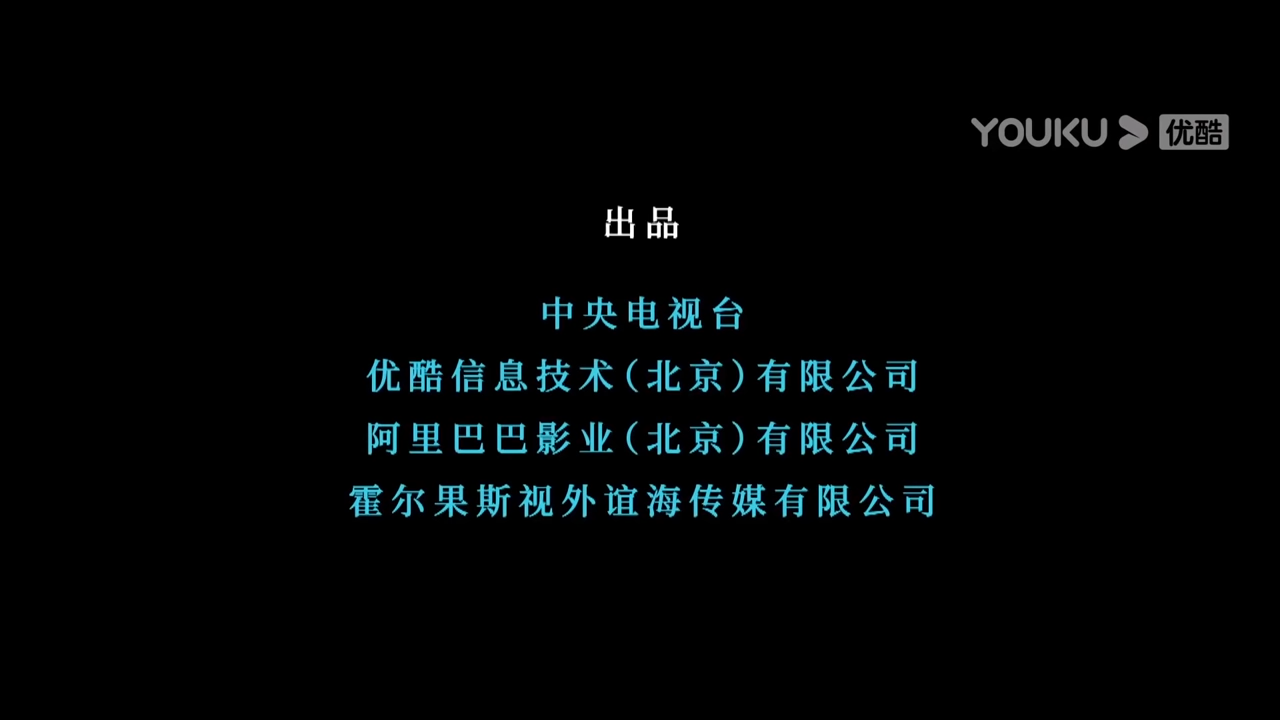 YOUKU 优酷
出品
中央电视台
优酷信息技术(北京)有限公司
阿里巴巴影业(北京)有限公司
霍尔果斯视外谊海传媒有限公司